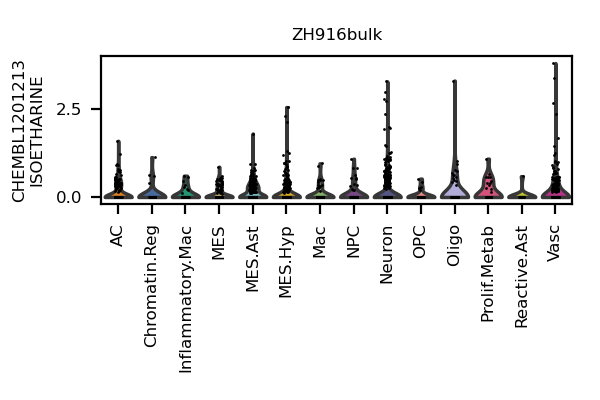 ZH916bulk
CHEMBL1201213
ISOETHARINE
2.5
0.0
AC
Chromatin.Reg
Inflammatory.Mac
MES
MES.Ast
MES.Hyp
Mac
NPC
Neuron
OPC
Oligo
Prolif.Metab
Reactive.Ast
Vasc